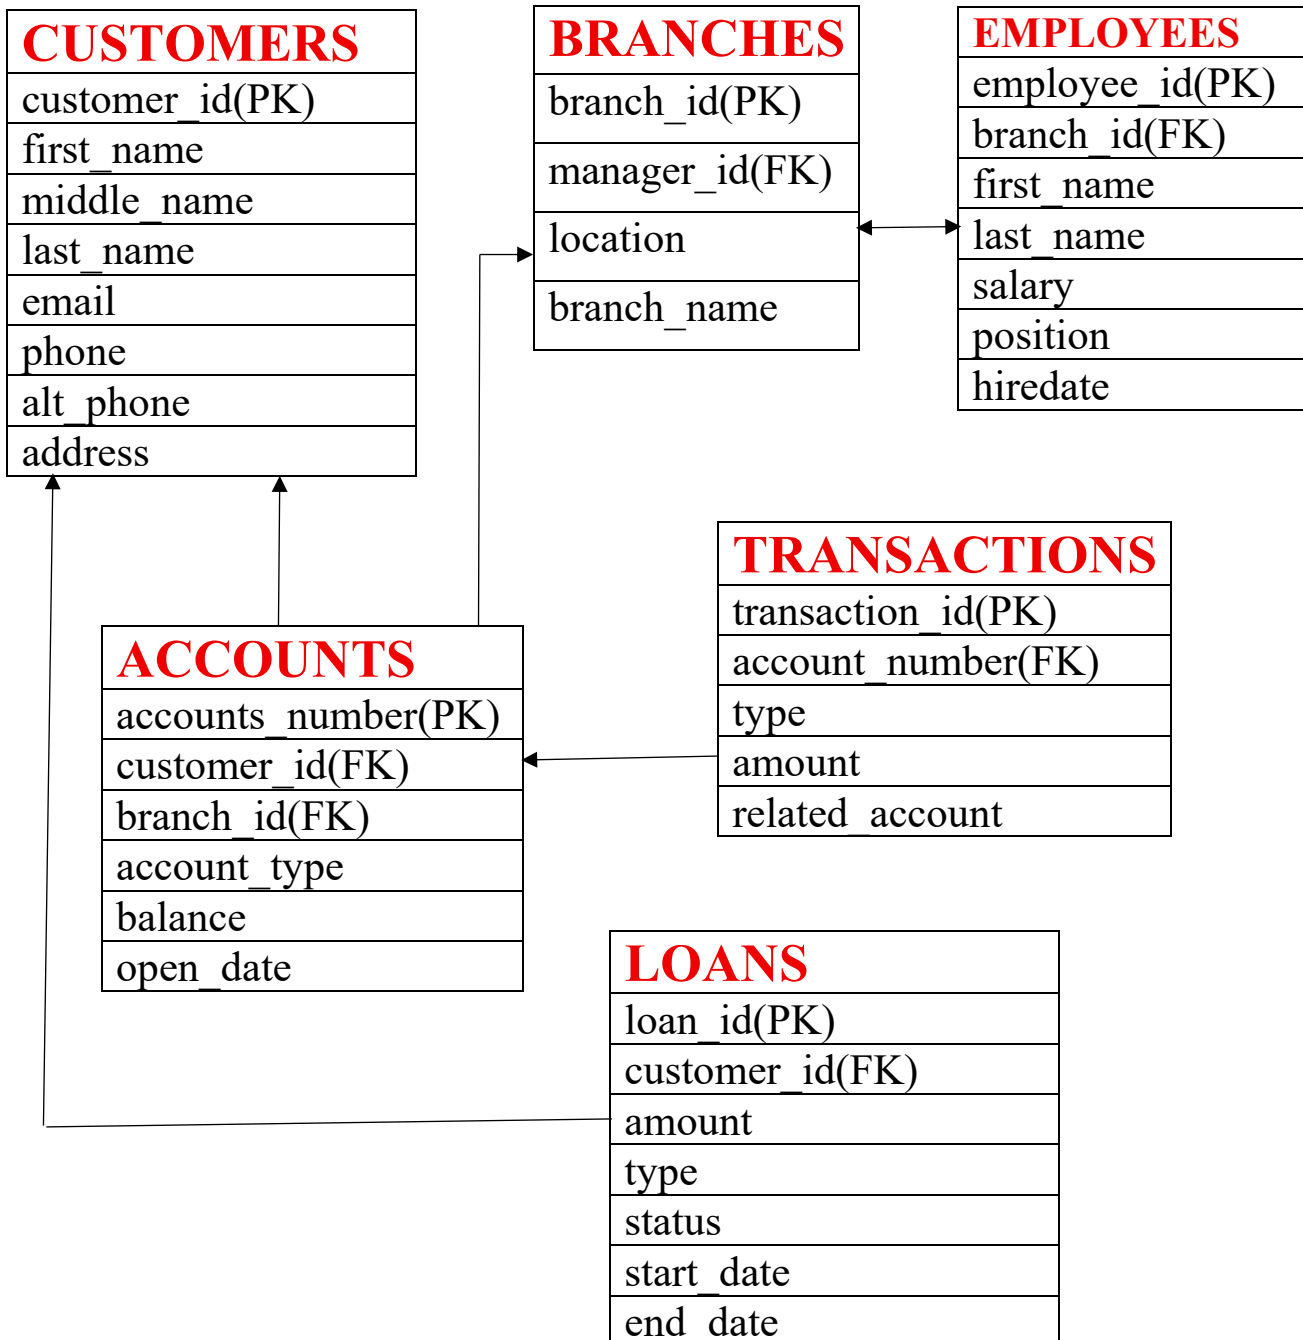 CUSTOMERS
customer_id(PK)
first_name
middle_name
last_name
email
phone
alt_phone
address
BRANCHES
branch_id(PK)
manager_id(FK)
location
branch_name
EMPLOYEES
employee_id(PK)
branch_id(FK)
first_name
last_name
salary
position
hiredate
ACCOUNTS
accounts_number(PK)
customer_id(FK)
branch_id(FK)
account_type
balance
open_date
TRANSACTIONS
transaction_id(PK)
account_number(FK)
type
amount
related_account
LOANS
loan_id(PK)
customer_id(FK)
amount
type
status
start_date
end_date